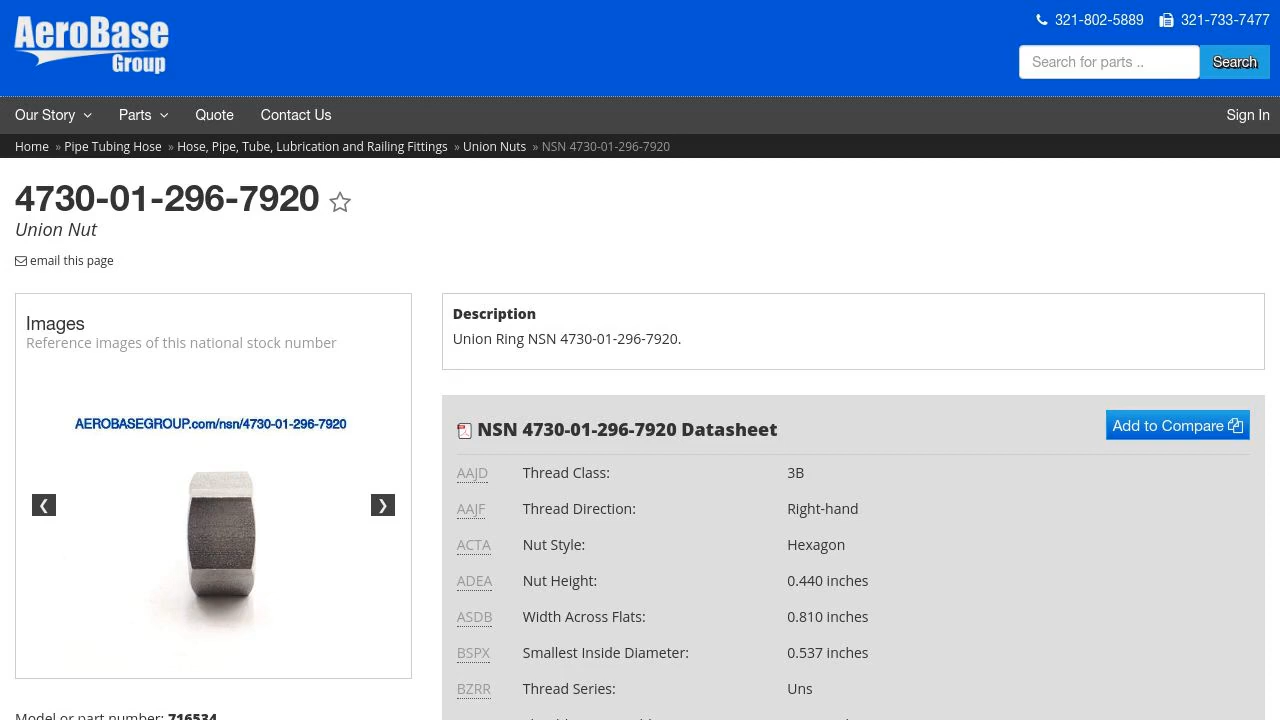 AeroBase
Group
321-802-5889 321-733-7477
Search for parts .. Search
Our Story Parts Quote Contact Us Sign In
Home » Pipe Tubing Hose » Hose, Pipe, Tube, Lubrication and Railing Fittings » Union Nuts » NSN 4730-01-296-7920
4730-01-296-7920
Union Nut
email this page
Images
Reference images of this national stock number
AEROBASEGROUP.com/nsn/4730-01-296-7920
Model or part number: 716534
Description
Union Ring NSN 4730-01-296-7920.
NSN 4730-01-296-7920 Datasheet Add to Compare
AAJD Thread Class: 3B
AAJF Thread Direction: Right-hand
ACTA Nut Style: Hexagon
ADEA Nut Height: 0.440 inches
ASDB Width Across Flats: 0.810 inches
BSPX Smallest Inside Diameter: 0.537 inches
BZRR Thread Series: Uns